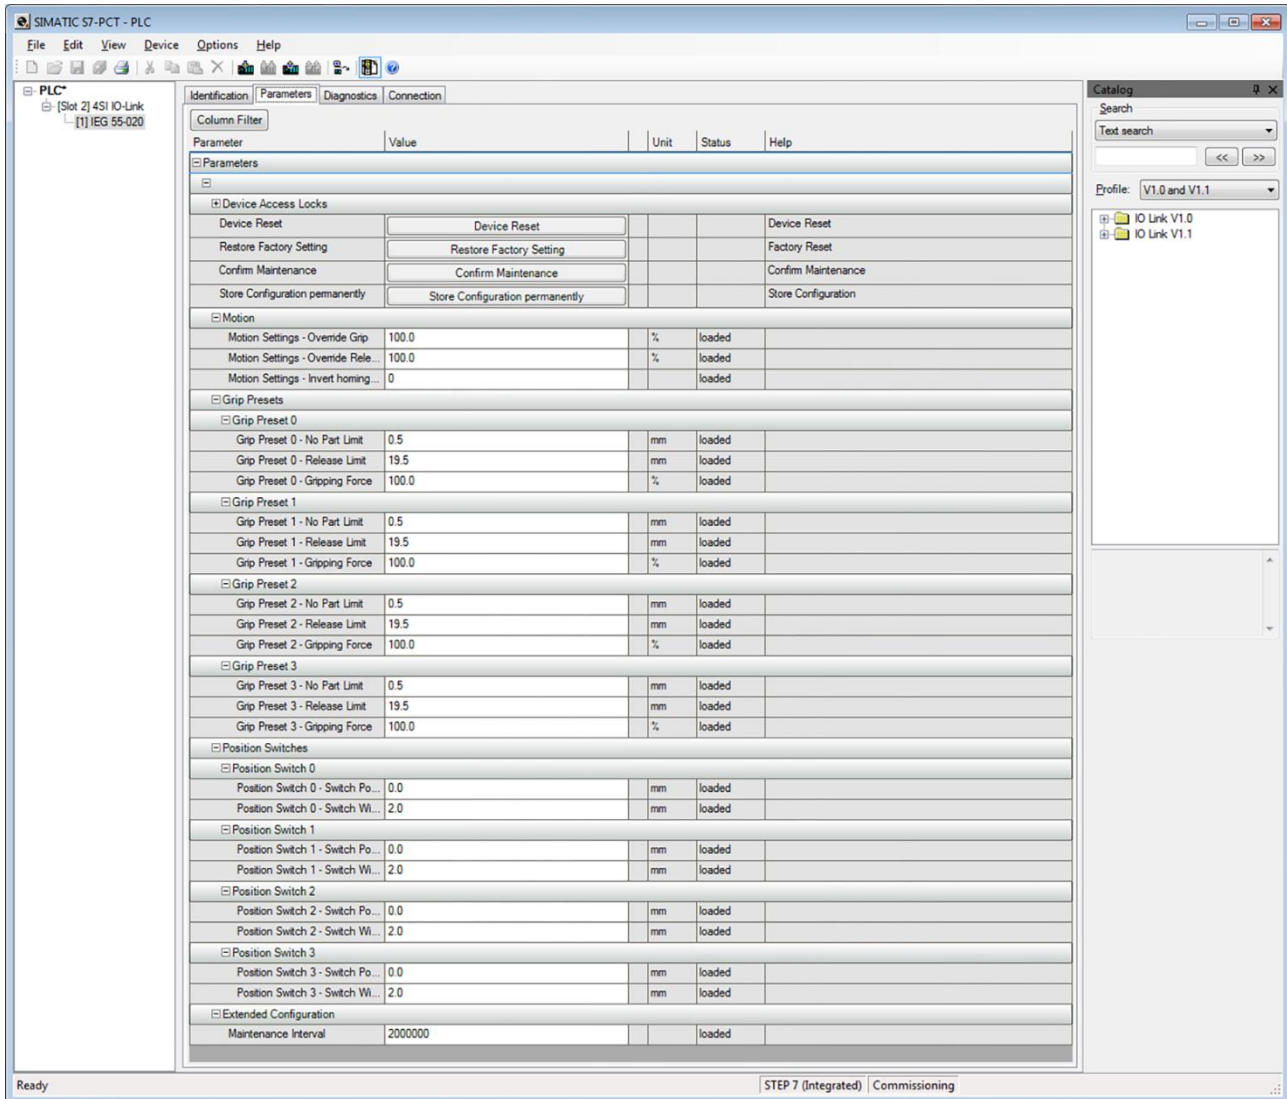 SIMATIC S7-PCT - PLC
File Edit View Device Options Help
PLC*
[Slot 2] 4SI IO-Link
[1] IEG 55-020
Identification Parameters Diagnostics Connection
Column Filter
Parameter Value Unit Status Help
Parameters
Device Access Locks
Device Reset Device Reset Device Reset
Restore Factory Setting Restore Factory Setting Factory Reset
Confirm Maintenance Confirm Maintenance Confirm Maintenance
Store Configuration permanently Store Configuration permanently Store Configuration
Motion
Motion Settings - Override Grip 100.0 % loaded
Motion Settings - Override Rele... 100.0 % loaded
Motion Settings - Invert homing... 0 loaded
Grip Presets
Grip Preset 0
Grip Preset 0 - No Part Limit 0.5 mm loaded
Grip Preset 0 - Release Limit 19.5 mm loaded
Grip Preset 0 - Gripping Force 100.0 % loaded
Grip Preset 1
Grip Preset 1 - No Part Limit 0.5 mm loaded
Grip Preset 1 - Release Limit 19.5 mm loaded
Grip Preset 1 - Gripping Force 100.0 % loaded
Grip Preset 2
Grip Preset 2 - No Part Limit 0.5 mm loaded
Grip Preset 2 - Release Limit 19.5 mm loaded
Grip Preset 2 - Gripping Force 100.0 % loaded
Grip Preset 3
Grip Preset 3 - No Part Limit 0.5 mm loaded
Grip Preset 3 - Release Limit 19.5 mm loaded
Grip Preset 3 - Gripping Force 100.0 % loaded
Position Switches
Position Switch 0
Position Switch 0 - Switch Po... 0.0 mm loaded
Position Switch 0 - Switch Wi... 2.0 mm loaded
Position Switch 1
Position Switch 1 - Switch Po... 0.0 mm loaded
Position Switch 1 - Switch Wi... 2.0 mm loaded
Position Switch 2
Position Switch 2 - Switch Po... 0.0 mm loaded
Position Switch 2 - Switch Wi... 2.0 mm loaded
Position Switch 3
Position Switch 3 - Switch Po... 0.0 mm loaded
Position Switch 3 - Switch Wi... 2.0 mm loaded
Extended Configuration
Maintenance Interval 2000000 loaded
Catalog
Search
Text search
<< >>
Profile: V1.0 and V1.1
IO Link V1.0
IO Link V1.1
Ready STEP 7 (Integrated) Commissioning